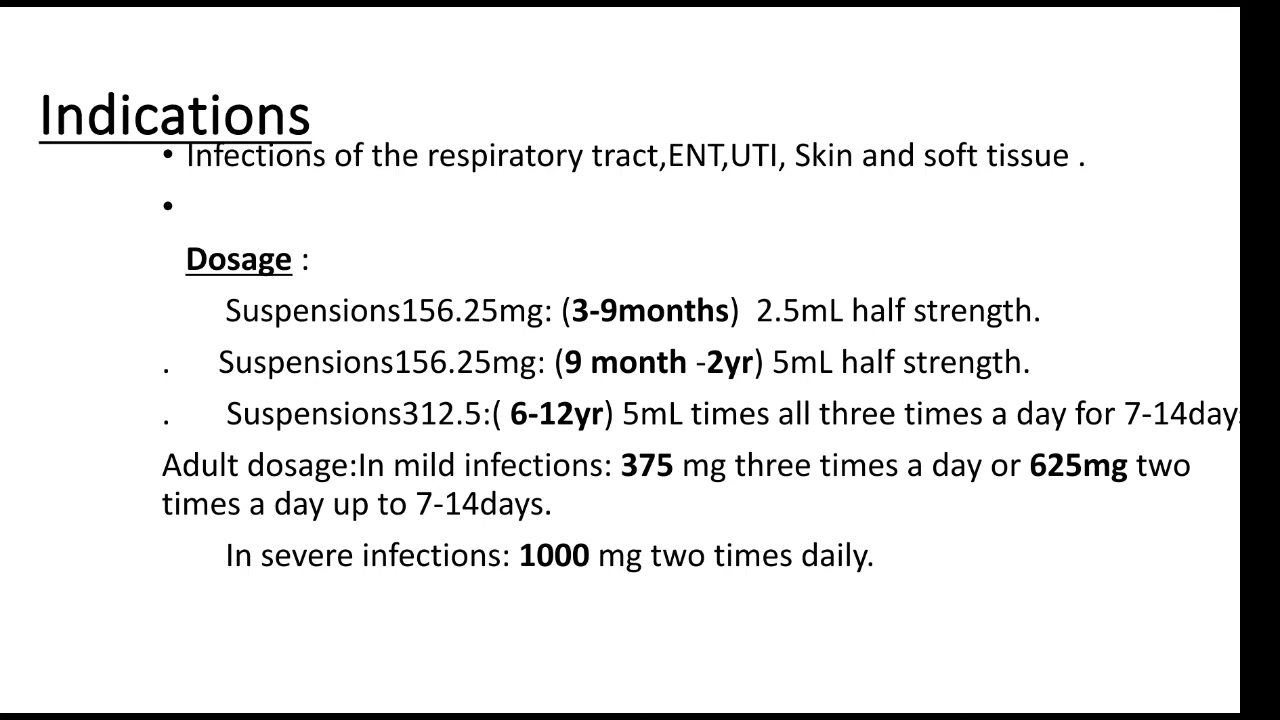 Indications
• Infections of the respiratory tract,ENT,UTI, Skin and soft tissue .
•
Dosage :
Suspensions156.25mg: (3-9months) 2.5mL half strength.
. Suspensions156.25mg: (9 month -2yr) 5mL half strength.
. Suspensions312.5:( 6-12yr) 5mL times all three times a day for 7-14days
Adult dosage:In mild infections: 375 mg three times a day or 625mg two
times a day up to 7-14days.
In severe infections: 1000 mg two times daily.